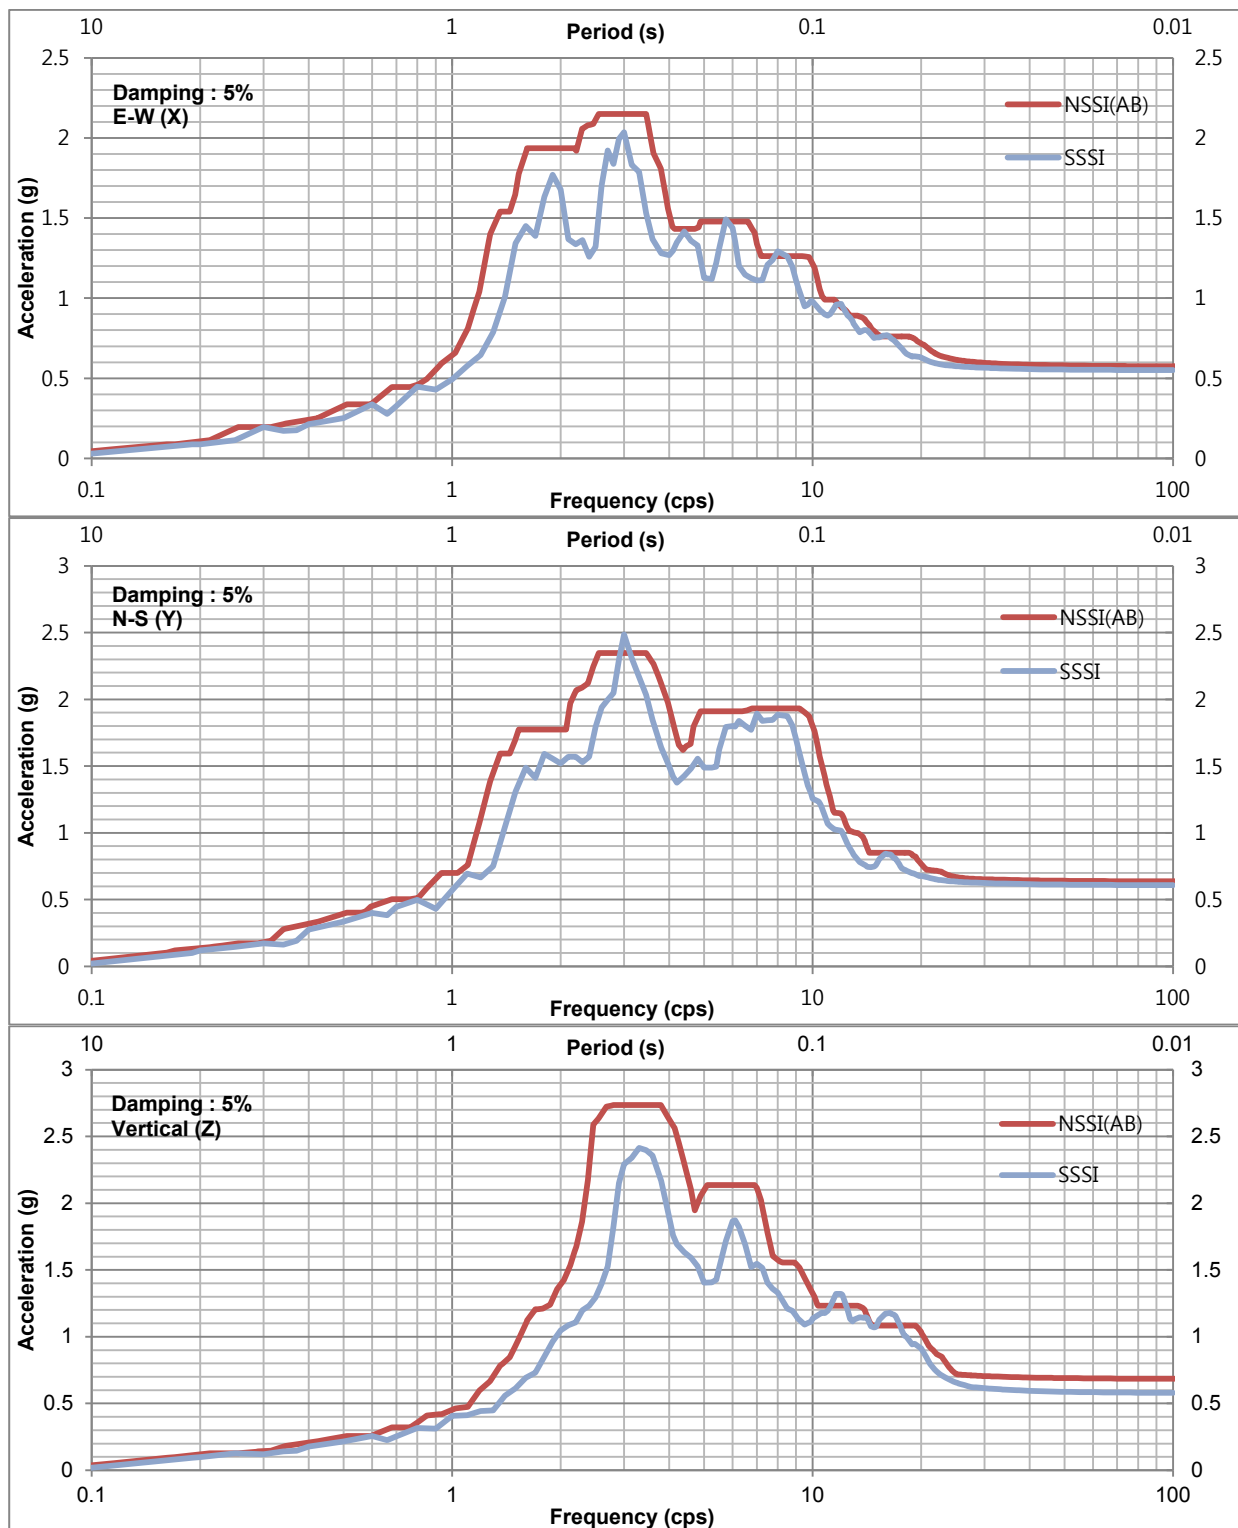 10 1 Period (s) 0.1 0.01
2.5 2.5
Damping : 5%
E-W (X)
NSSI(AB)
2 2
SSSI
1.5 1.5
Acceleration (g)
1 1
0.5 0.5
0 0
0.1 1 10 100
Frequency (cps)
10 1 Period (s) 0.1 0.01
3 3
Damping : 5%
N-S (Y)
NSSI(AB)
2.5 2.5
SSSI
2 2
Acceleration (g)
1.5 1.5
1 1
0.5 0.5
0 0
0.1 1 10 100
Frequency (cps)
10 1 Period (s) 0.1 0.01
3 3
Damping : 5%
Vertical (Z)
NSSI(AB)
2.5 2.5
SSSI
2 2
Acceleration (g)
1.5 1.5
1 1
0.5 0.5
0 0
0.1 1 10 100
Frequency (cps)